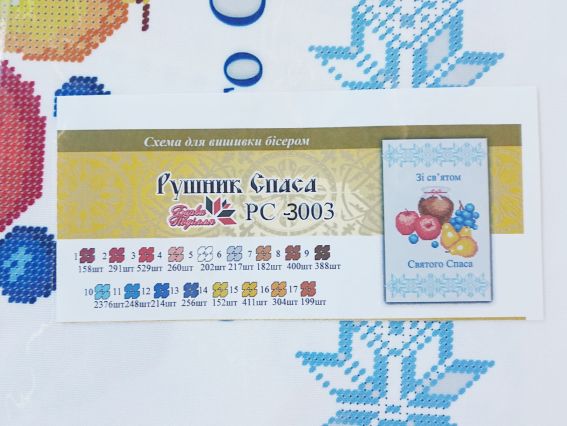 Схема для вишивки бісером
Рушник Спаса
Барви Поділля
РС -3003
Зі св'ятом
Святого Спаса
1 2 3 4 5 6 7 8 9
158шт 291шт 529шт 260шт 202шт 217шт 182шт 400шт 388шт
10 11 12 13 14 15 16 17
2376шт 248шт 214шт 256шт 152шт 411шт 304шт 199шт